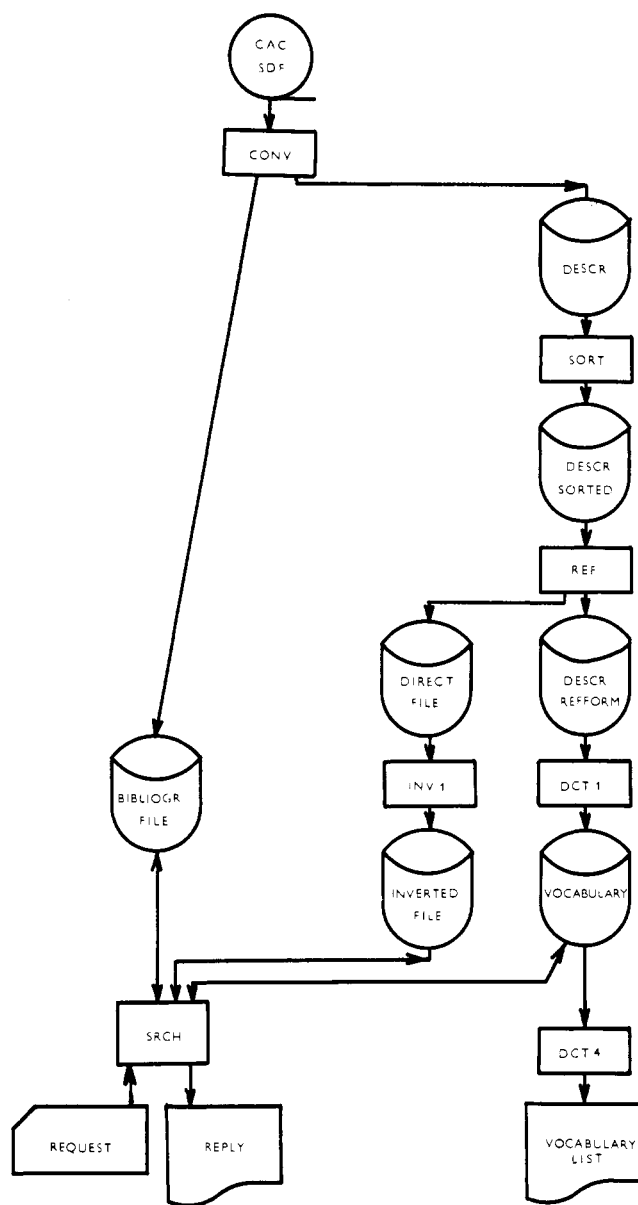 CAC
SDF
CONV
DESCR
SORT
DESCR
SORTED
REF
DIRECT
FILE
DESCR
REFFORM
BIBLIOGR
FILE
INV 1
DCT 1
INVERTED
FILE
VOCABULARY
SRCH
DCT 4
REQUEST
REPLY
VOCABULARY
LIST